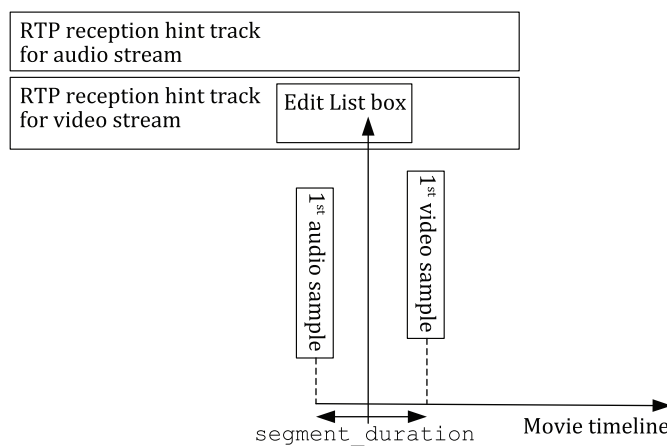 RTP reception hint track
for audio stream
RTP reception hint track
for video stream
Edit List box
1st audio sample
1st video sample
segment_duration
Movie timeline